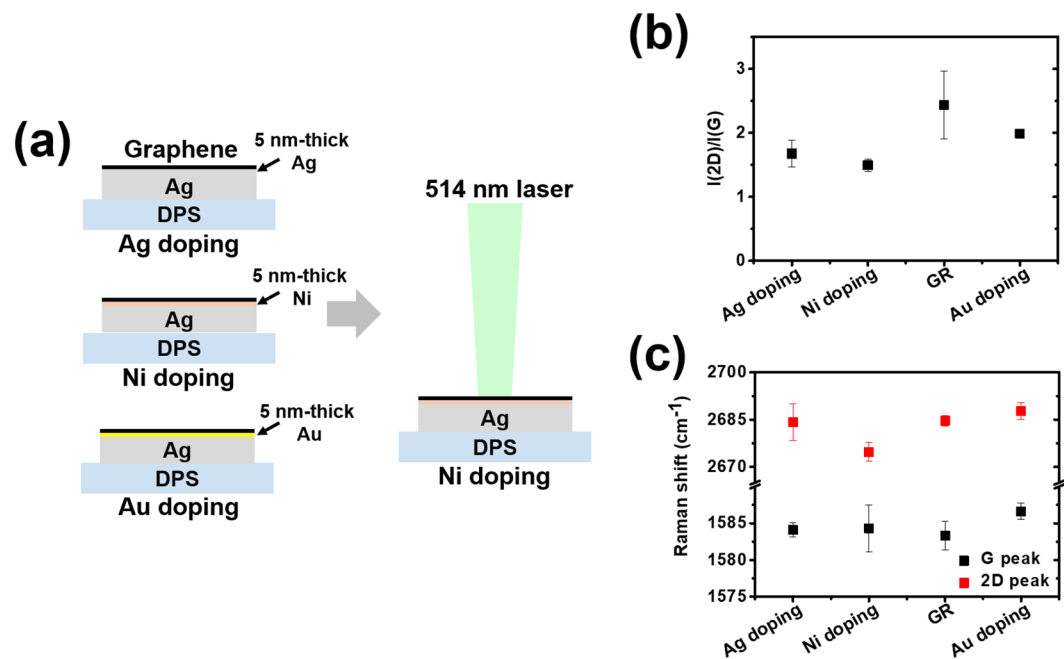 (a)
Graphene
5 nm-thick
Ag
Ag
DPS
Ag doping
5 nm-thick
Ni
Ag
DPS
Ni doping
5 nm-thick
Au
Ag
DPS
Au doping
514 nm laser
Ag
DPS
Ni doping
(b)
I(2D)/I(G)
3
2
1
0
Ag doping
Ni doping
GR
Au doping
(c)
Raman shift (cm⁻¹)
2700
2685
2670
1585
1580
1575
G peak
2D peak
Ag doping
Ni doping
GR
Au doping